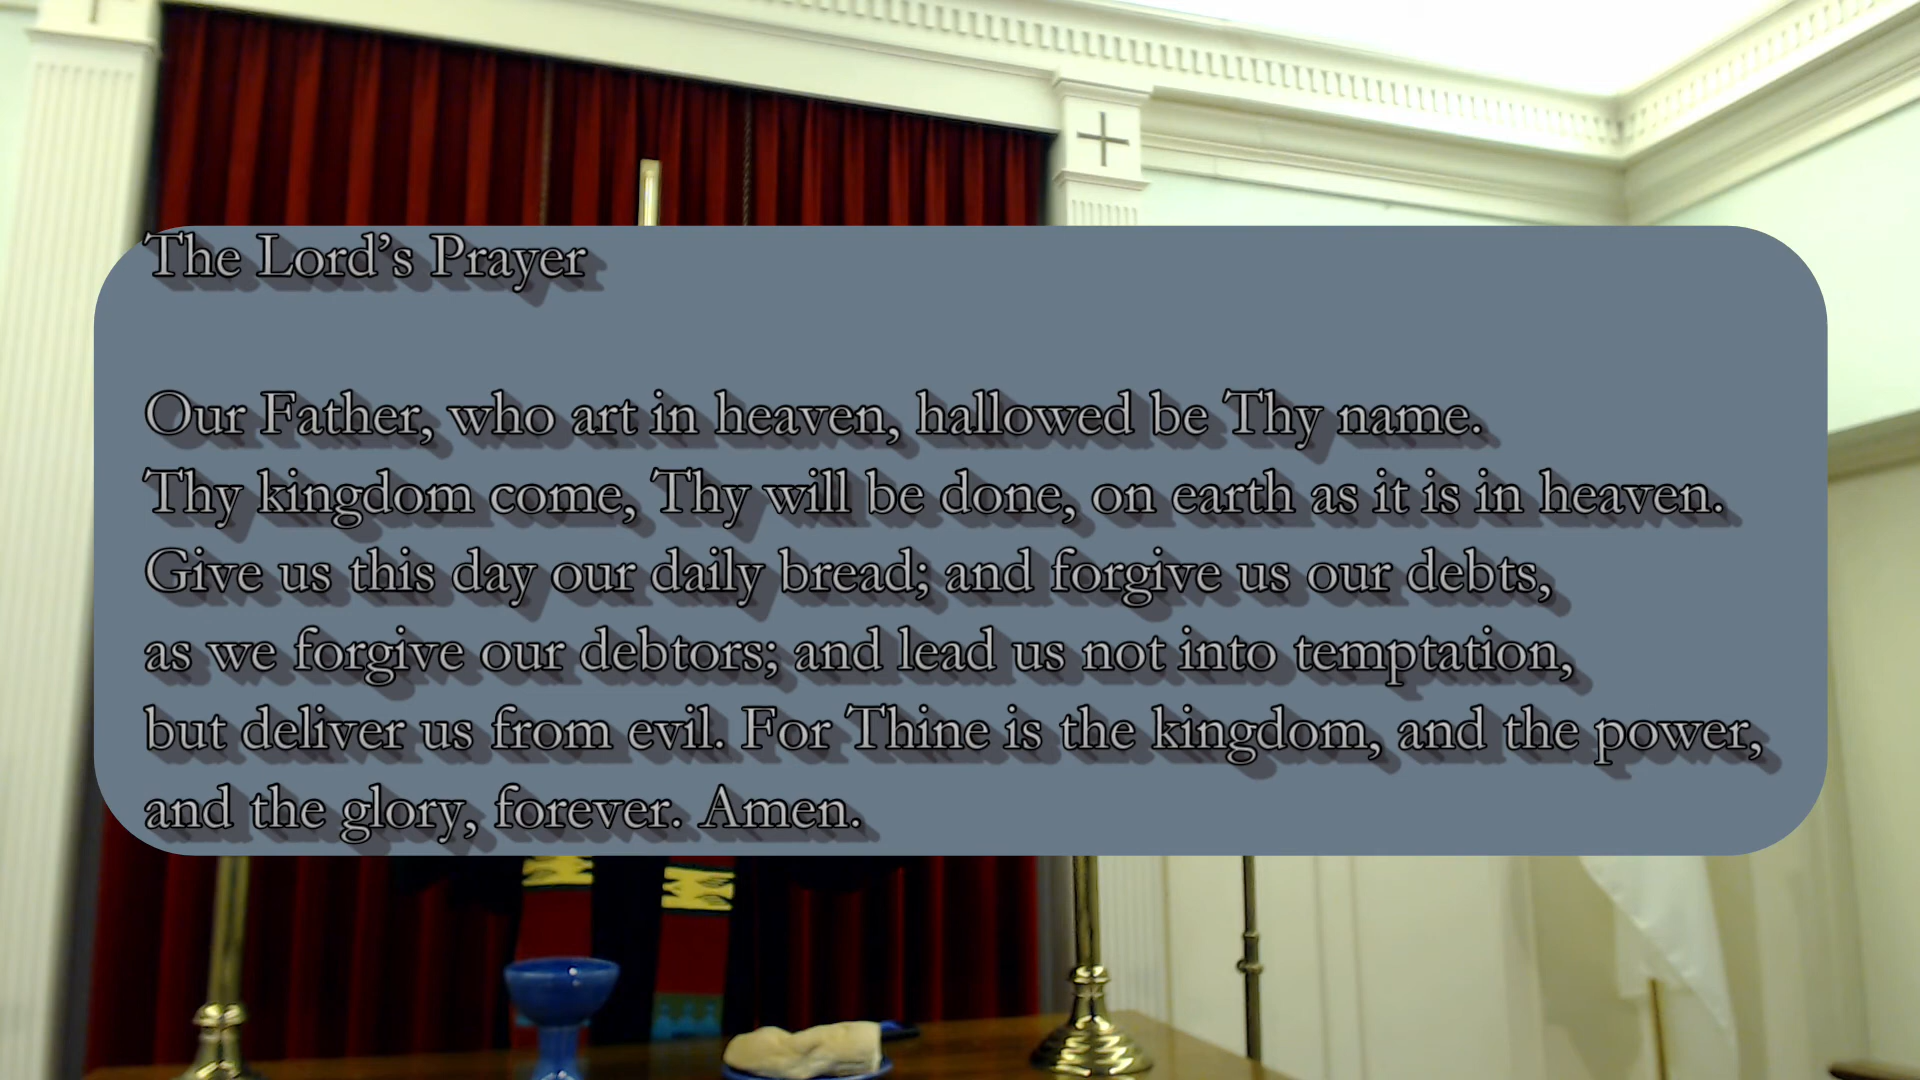 The Lord’s Prayer
Our Father, who art in heaven, hallowed be Thy name.
Thy kingdom come, Thy will be done, on earth as it is in heaven.
Give us this day our daily bread; and forgive us our debts,
as we forgive our debtors; and lead us not into temptation,
but deliver us from evil. For Thine is the kingdom, and the power,
and the glory, forever. Amen.